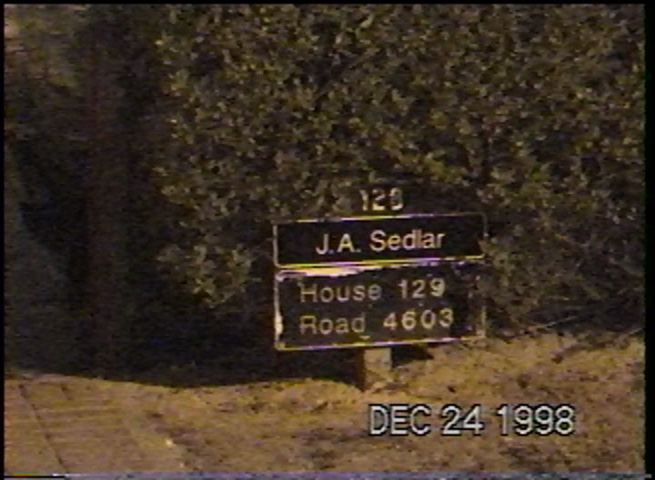 129
J.A. Sedlar
House 129
Road 4603
DEC 24 1998